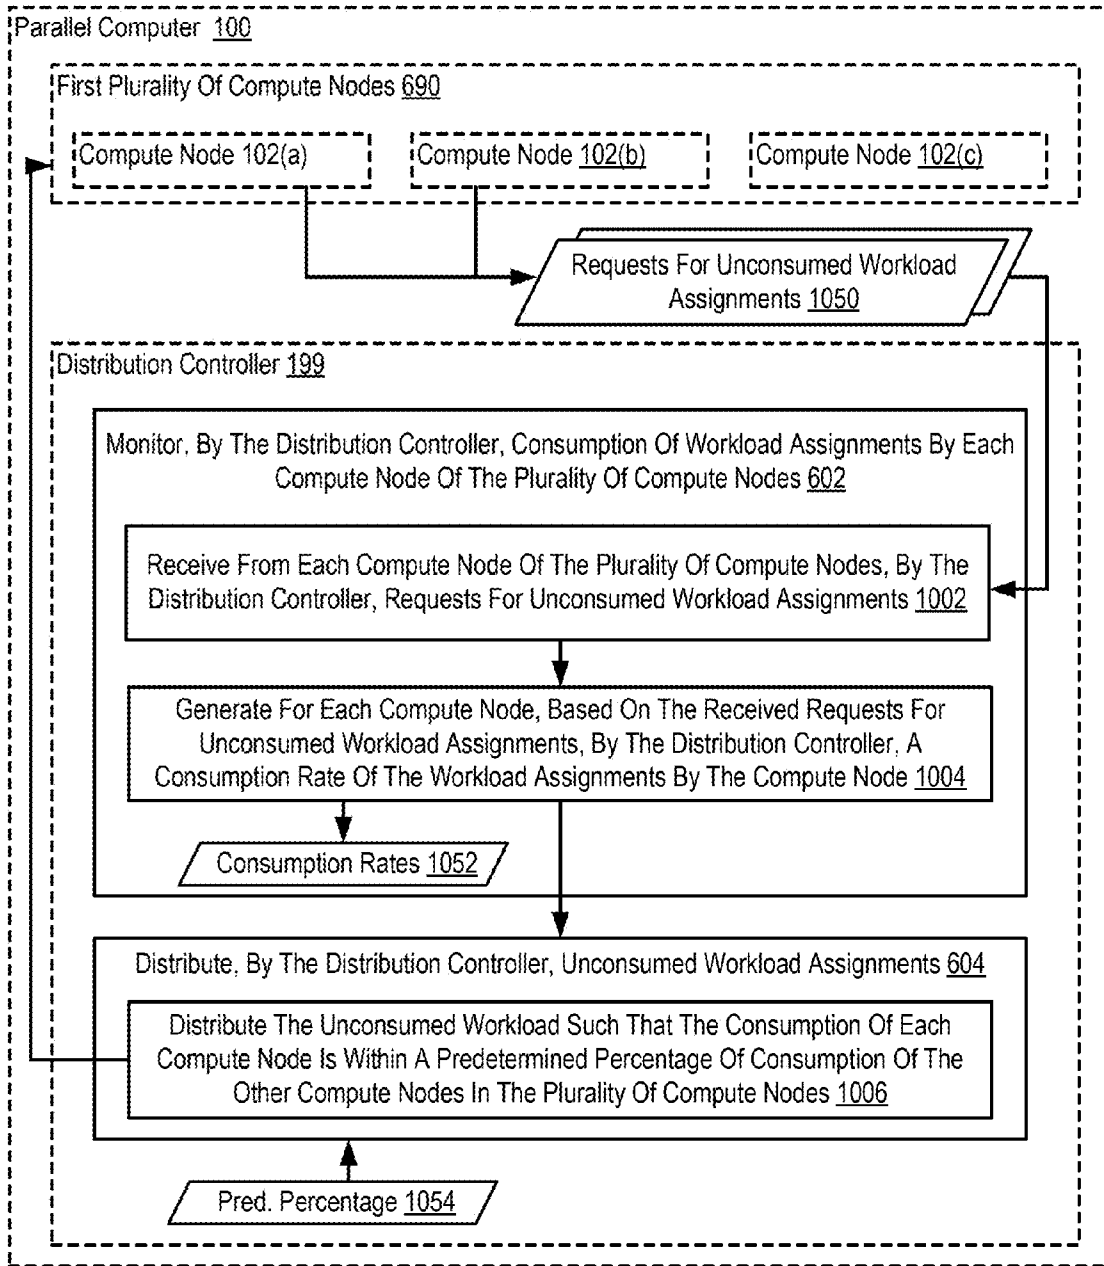 Parallel Computer 100
First Plurality Of Compute Nodes 690
Compute Node 102(a)
Compute Node 102(b)
Compute Node 102(c)
Requests For Unconsumed Workload
Assignments 1050
Distribution Controller 199
Monitor, By The Distribution Controller, Consumption Of Workload Assignments By Each
Compute Node Of The Plurality Of Compute Nodes 602
Receive From Each Compute Node Of The Plurality Of Compute Nodes, By The
Distribution Controller, Requests For Unconsumed Workload Assignments 1002
Generate For Each Compute Node, Based On The Received Requests For
Unconsumed Workload Assignments, By The Distribution Controller, A
Consumption Rate Of The Workload Assignments By The Compute Node 1004
Consumption Rates 1052
Distribute, By The Distribution Controller, Unconsumed Workload Assignments 604
Distribute The Unconsumed Workload Such That The Consumption Of Each
Compute Node Is Within A Predetermined Percentage Of Consumption Of The
Other Compute Nodes In The Plurality Of Compute Nodes 1006
Pred. Percentage 1054